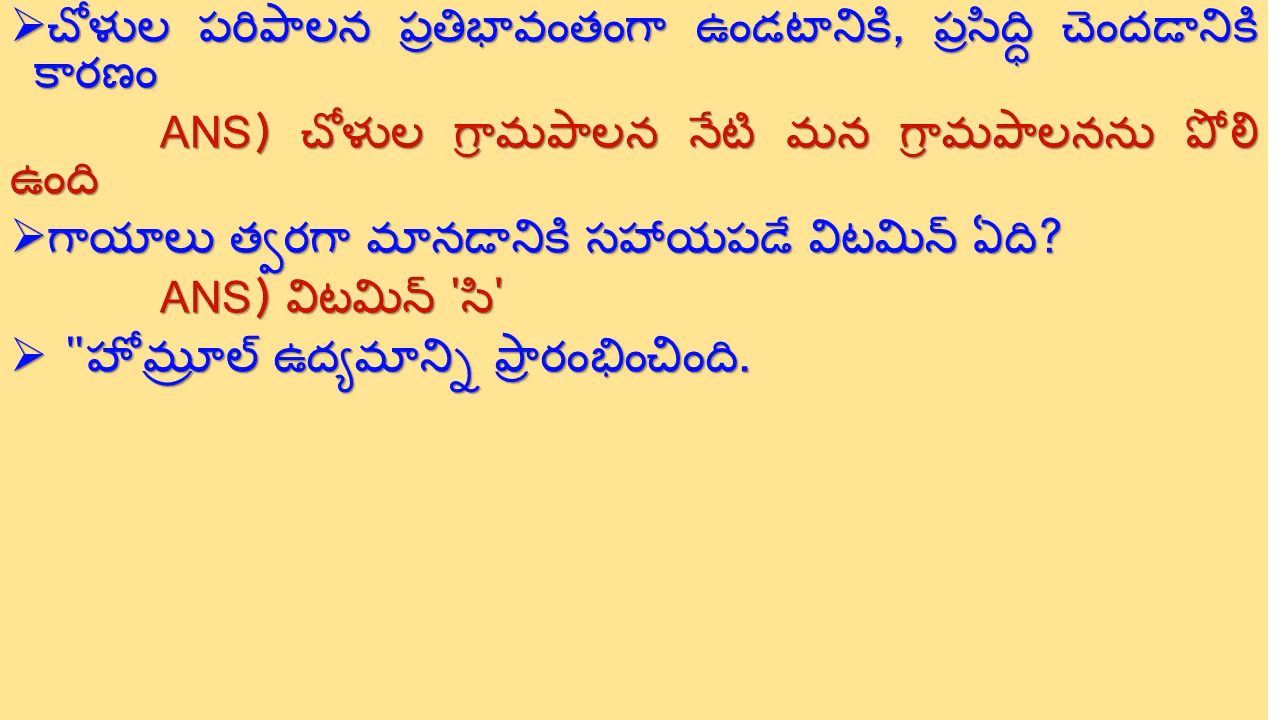 ➢చోళుల పరిపాలన ప్రతిభావంతంగా ఉండటానికి, ప్రసిద్ధి చెందడానికి
కారణం
ANS) చోళుల గ్రామపాలన నేటి మన గ్రామపాలనను పోలి
ఉంది
➢గాయాలు త్వరగా మానడానికి సహాయపడే విటమిన్ ఏది?
ANS) విటమిన్ 'సి'
➢ "హోమ్రూల్ ఉద్యమాన్ని ప్రారంభించింది.